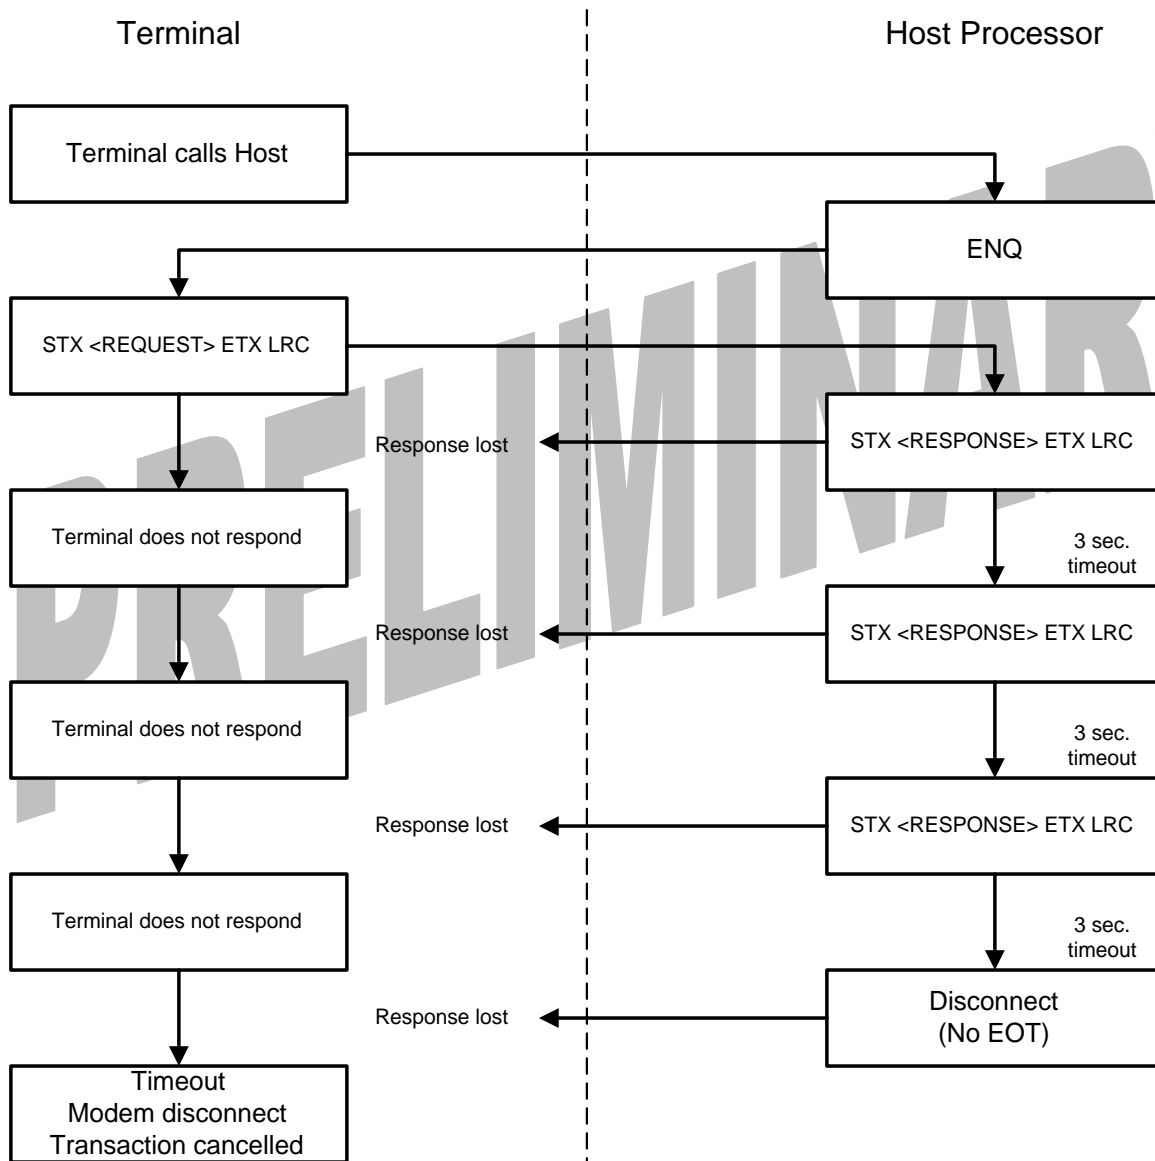 Terminal
Host Processor
Terminal calls Host
ENQ
STX <REQUEST> ETX LRC
Response lost
STX <RESPONSE> ETX LRC
Terminal does not respond
3 sec.
timeout
Response lost
STX <RESPONSE> ETX LRC
Terminal does not respond
3 sec.
timeout
Response lost
STX <RESPONSE> ETX LRC
Terminal does not respond
3 sec.
timeout
Response lost
Disconnect
(No EOT)
Timeout
Modem disconnect
Transaction cancelled
PRELIMINAR